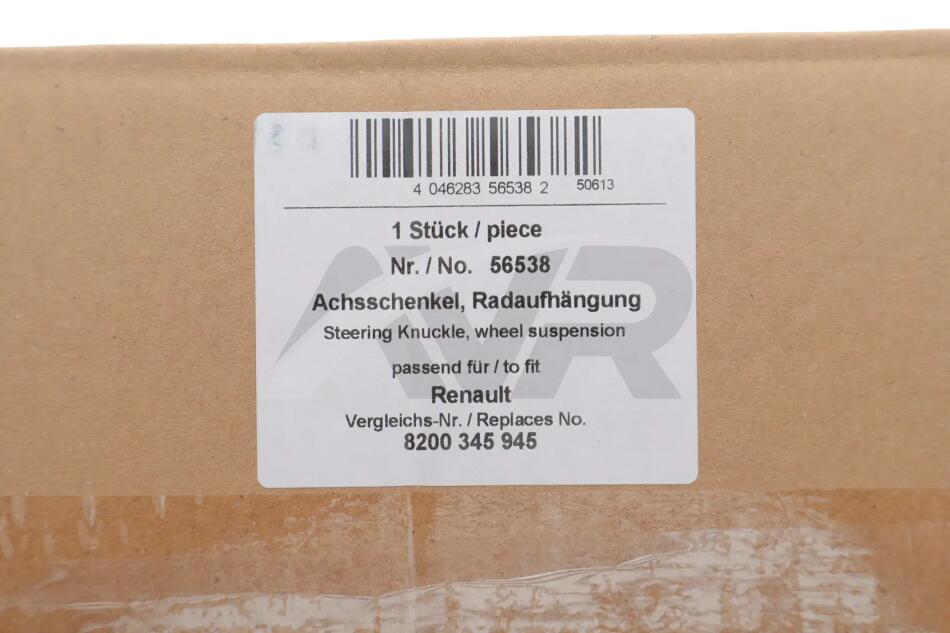 4 046283 56538 2 50613
1 Stück / piece
Nr. / No. 56538
Achsschenkel, Radaufhängung
Steering Knuckle, wheel suspension
passend für / to fit
Renault
Vergleichs-Nr. / Replaces No.
8200 345 945
AVR